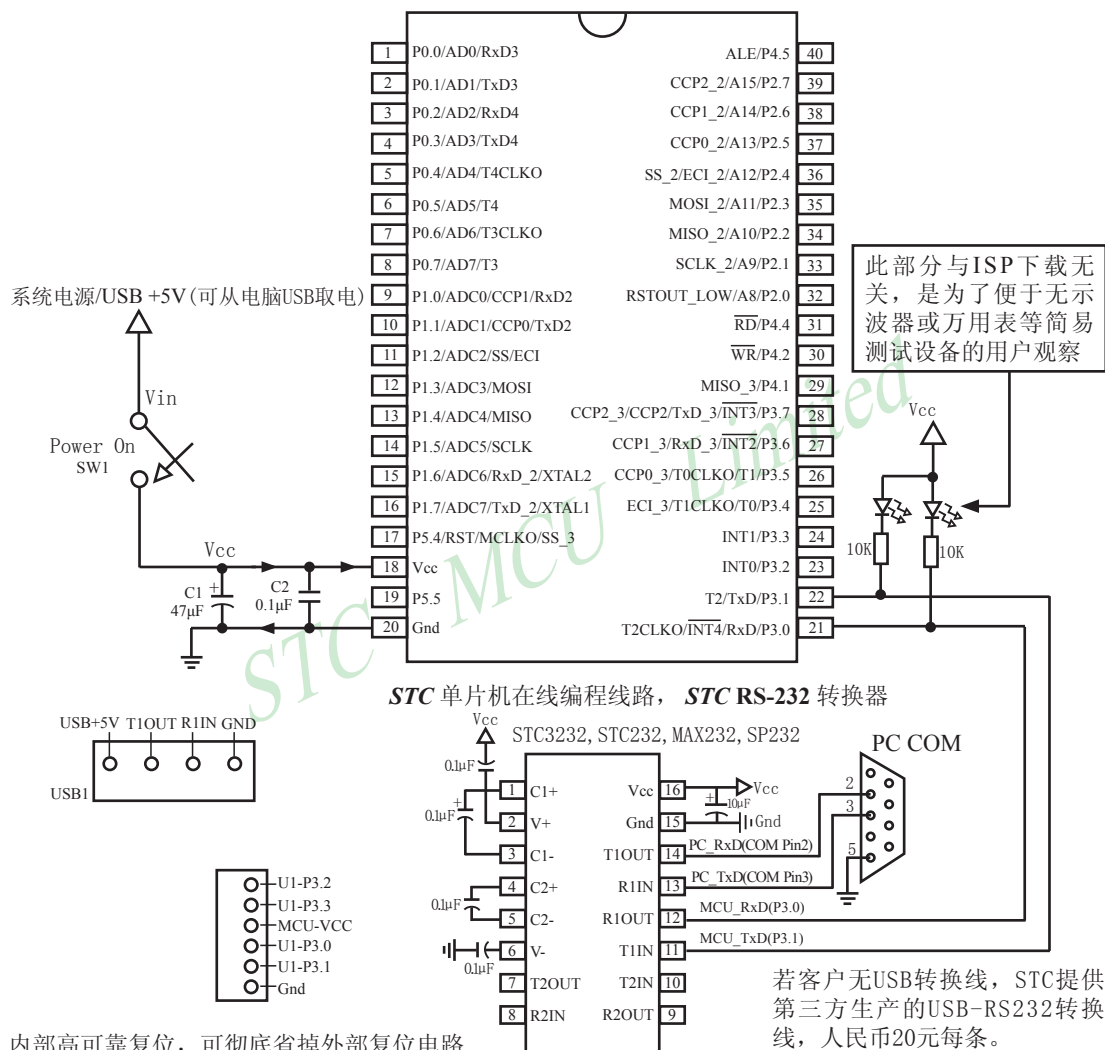 1 P0.0/AD0/RxD3
2 P0.1/AD1/TxD3
3 P0.2/AD2/RxD4
4 P0.3/AD3/TxD4
5 P0.4/AD4/T4CLKO
6 P0.5/AD5/T4
7 P0.6/AD6/T3CLKO
8 P0.7/AD7/T3
9 P1.0/ADC0/CCP1/RxD2
10 P1.1/ADC1/CCP0/TxD2
11 P1.2/ADC2/SS/ECI
12 P1.3/ADC3/MOSI
13 P1.4/ADC4/MISO
14 P1.5/ADC5/SCLK
15 P1.6/ADC6/RxD_2/XTAL2
16 P1.7/ADC7/TxD_2/XTAL1
17 P5.4/RST/MCLKO/SS_3
18 Vcc
19 P5.5
20 Gnd
ALE/P4.5 40
CCP2_2/A15/P2.7 39
CCP1_2/A14/P2.6 38
CCP0_2/A13/P2.5 37
SS_2/ECI_2/A12/P2.4 36
MOSI_2/A11/P2.3 35
MISO_2/A10/P2.2 34
SCLK_2/A9/P2.1 33
RSTOUT_LOW/A8/P2.0 32
RD/P4.4 31
WR/P4.2 30
MISO_3/P4.1 29
CCP2_3/CCP2/TxD_3/INT3/P3.7 28
CCP1_3/RxD_3/INT2/P3.6 27
CCP0_3/T0CLKO/T1/P3.5 26
ECI_3/T1CLKO/T0/P3.4 25
INT1/P3.3 24
INT0/P3.2 23
T2/TxD/P3.1 22
T2CLKO/INT4/RxD/P3.0 21
系统电源/USB +5V(可从电脑USB取电)
Vin
Power On
SW1
Vcc
C1
47μF
+
C2
0.1μF
此部分与ISP下载无
关，是为了便于无示
波器或万用表等简易
测试设备的用户观察
Vcc
10K
10K
STC MCU Limited
STC 单片机在线编程线路， STC RS-232 转换器
STC3232,STC232,MAX232,SP232
USB+5V T1OUT R1IN GND
USB1
Vcc
0.1μF
0.1μF
+
0.1μF
0.1μF
1 C1+
2 V+
3 C1-
4 C2+
5 C2-
6 V-
7 T2OUT
8 R2IN
Vcc 16
Gnd 15
T1OUT 14
R1IN 13
R1OUT 12
T1IN 11
T2IN 10
R2OUT 9
Vcc
+
10μF
Gnd
PC_RxD(COM Pin2)
PC_TxD(COM Pin3)
MCU_RxD(P3.0)
MCU_TxD(P3.1)
PC COM
2
3
5
U1-P3.2
U1-P3.3
MCU-VCC
U1-P3.0
U1-P3.1
Gnd
若客户无USB转换线，STC提供
第三方生产的USB-RS232转换
线，人民币20元每条。
内部高可靠复位，可彻底省掉外部复位电路